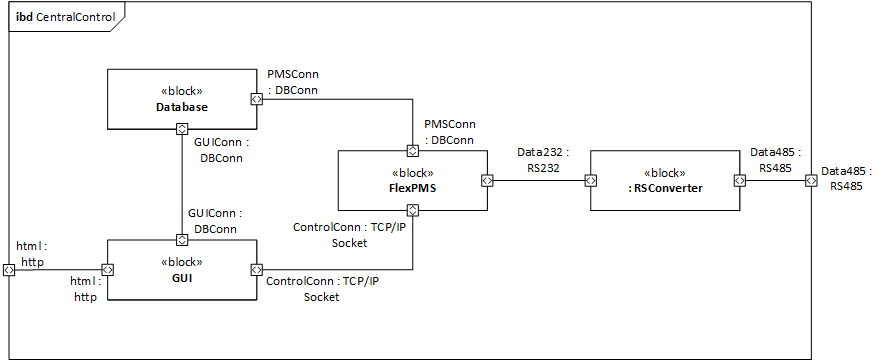 ibd CentralControl
PMSConn
: DBConn
«block»
Database
GUIConn :
DBConn
PMSConn
: DBConn
«block»
FlexPMS
Data232 :
RS232
«block»
: RSConverter
Data485 :
RS485
Data485 :
RS485
GUIConn :
DBConn
ControlConn : TCP/IP
Socket
html :
http
«block»
GUI
html :
http
ControlConn : TCP/IP
Socket